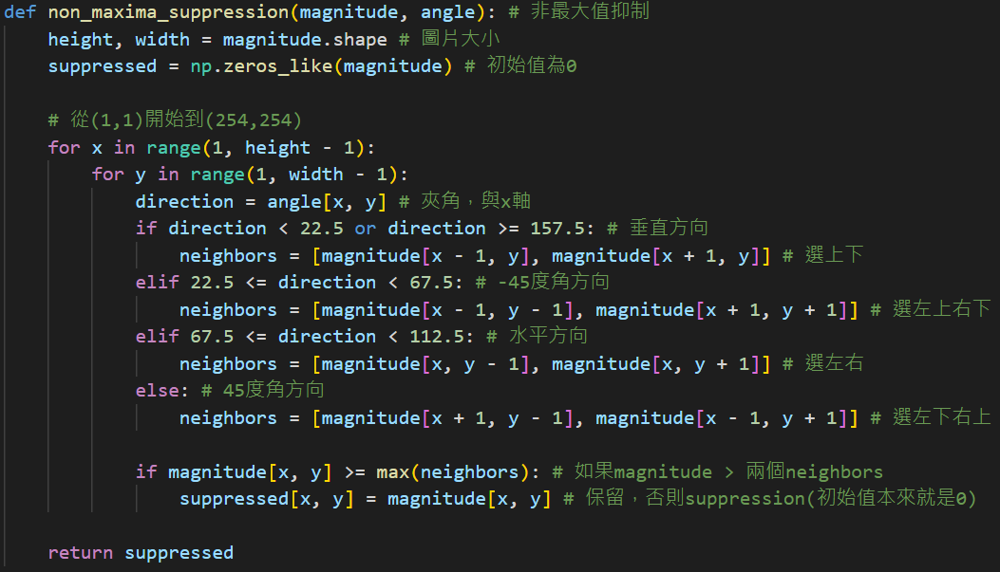 def non_maxima_suppression(magnitude, angle): # 非最大值抑制
    height, width = magnitude.shape # 圖片大小
    suppressed = np.zeros_like(magnitude) # 初始值為0

    # 從(1,1)開始到(254,254)
    for x in range(1, height - 1):
        for y in range(1, width - 1):
            direction = angle[x, y] # 夾角，與x軸
            if direction < 22.5 or direction >= 157.5: # 垂直方向
                neighbors = [magnitude[x - 1, y], magnitude[x + 1, y]] # 選上下
            elif 22.5 <= direction < 67.5: # -45度角方向
                neighbors = [magnitude[x - 1, y - 1], magnitude[x + 1, y + 1]] # 選左上右下
            elif 67.5 <= direction < 112.5: # 水平方向
                neighbors = [magnitude[x, y - 1], magnitude[x, y + 1]] # 選左右
            else: # 45度角方向
                neighbors = [magnitude[x + 1, y - 1], magnitude[x - 1, y + 1]] # 選左下右上

            if magnitude[x, y] >= max(neighbors): # 如果magnitude > 兩個neighbors
                suppressed[x, y] = magnitude[x, y] # 保留，否則suppression(初始值本來就是0)

    return suppressed